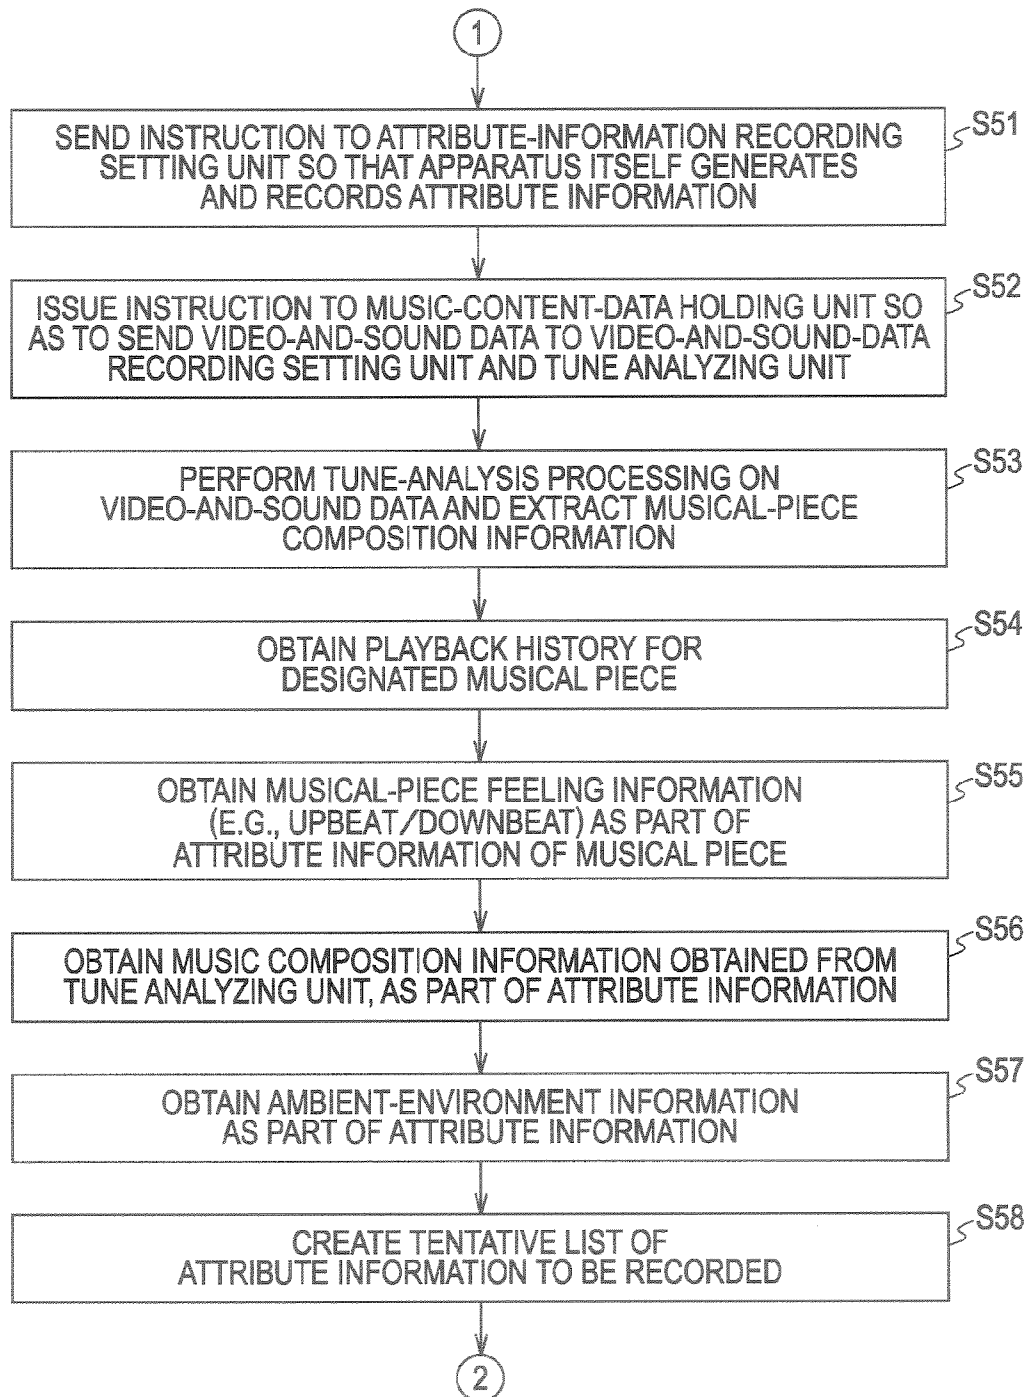 1
S51
SEND INSTRUCTION TO ATTRIBUTE-INFORMATION RECORDING
SETTING UNIT SO THAT APPARATUS ITSELF GENERATES
AND RECORDS ATTRIBUTE INFORMATION
S52
ISSUE INSTRUCTION TO MUSIC-CONTENT-DATA HOLDING UNIT SO
AS TO SEND VIDEO-AND-SOUND DATA TO VIDEO-AND-SOUND-DATA
RECORDING SETTING UNIT AND TUNE ANALYZING UNIT
S53
PERFORM TUNE-ANALYSIS PROCESSING ON
VIDEO-AND-SOUND DATA AND EXTRACT MUSICAL-PIECE
COMPOSITION INFORMATION
S54
OBTAIN PLAYBACK HISTORY FOR
DESIGNATED MUSICAL PIECE
S55
OBTAIN MUSICAL-PIECE FEELING INFORMATION
(E.G., UPBEAT/DOWNBEAT) AS PART OF
ATTRIBUTE INFORMATION OF MUSICAL PIECE
S56
OBTAIN MUSIC COMPOSITION INFORMATION OBTAINED FROM
TUNE ANALYZING UNIT, AS PART OF ATTRIBUTE INFORMATION
S57
OBTAIN AMBIENT-ENVIRONMENT INFORMATION
AS PART OF ATTRIBUTE INFORMATION
S58
CREATE TENTATIVE LIST OF
ATTRIBUTE INFORMATION TO BE RECORDED
2